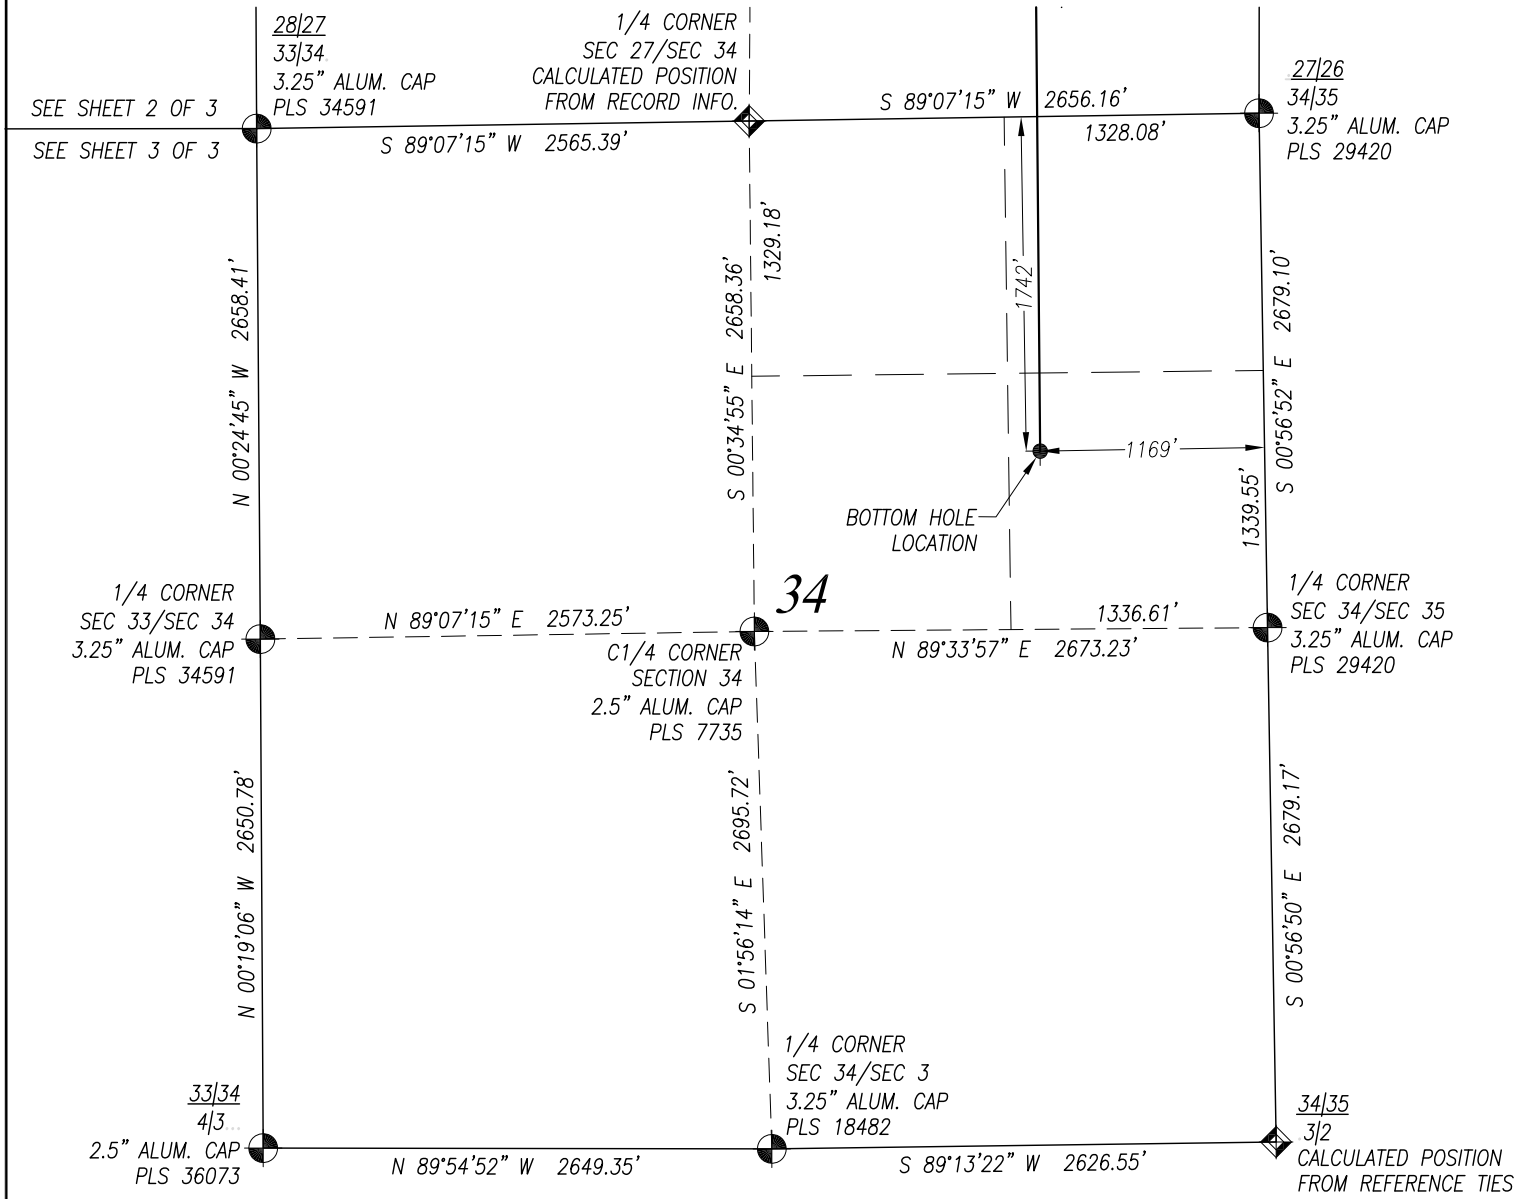 28|27
33|34
3.25" ALUM. CAP
PLS 34591
1/4 CORNER
SEC 27/SEC 34
CALCULATED POSITION
FROM RECORD INFO.
27|26
34|35
3.25" ALUM. CAP
PLS 29420
SEE SHEET 2 OF 3
SEE SHEET 3 OF 3
S 89°07'15" W 2565.39'
S 89°07'15" W 2656.16'
1328.08'
N 00°24'45" W 2658.41'
S 00°34'55" E 2658.36'
1329.18'
1742'
1169'
S 00°56'52" E 2679.10'
1339.55'
BOTTOM HOLE
LOCATION
34
1/4 CORNER
SEC 33/SEC 34
3.25" ALUM. CAP
PLS 34591
N 89°07'15" E 2573.25'
C1/4 CORNER
SECTION 34
2.5" ALUM. CAP
PLS 7735
1336.61'
N 89°33'57" E 2673.23'
1/4 CORNER
SEC 34/SEC 35
3.25" ALUM. CAP
PLS 29420
N 00°19'06" W 2650.78'
S 01°56'14" E 2695.72'
S 00°56'50" E 2679.17'
33|34
4|3
2.5" ALUM. CAP
PLS 36073
N 89°54'52" W 2649.35'
1/4 CORNER
SEC 34/SEC 3
3.25" ALUM. CAP
PLS 18482
S 89°13'22" W 2626.55'
34|35
3|2
CALCULATED POSITION
FROM REFERENCE TIES